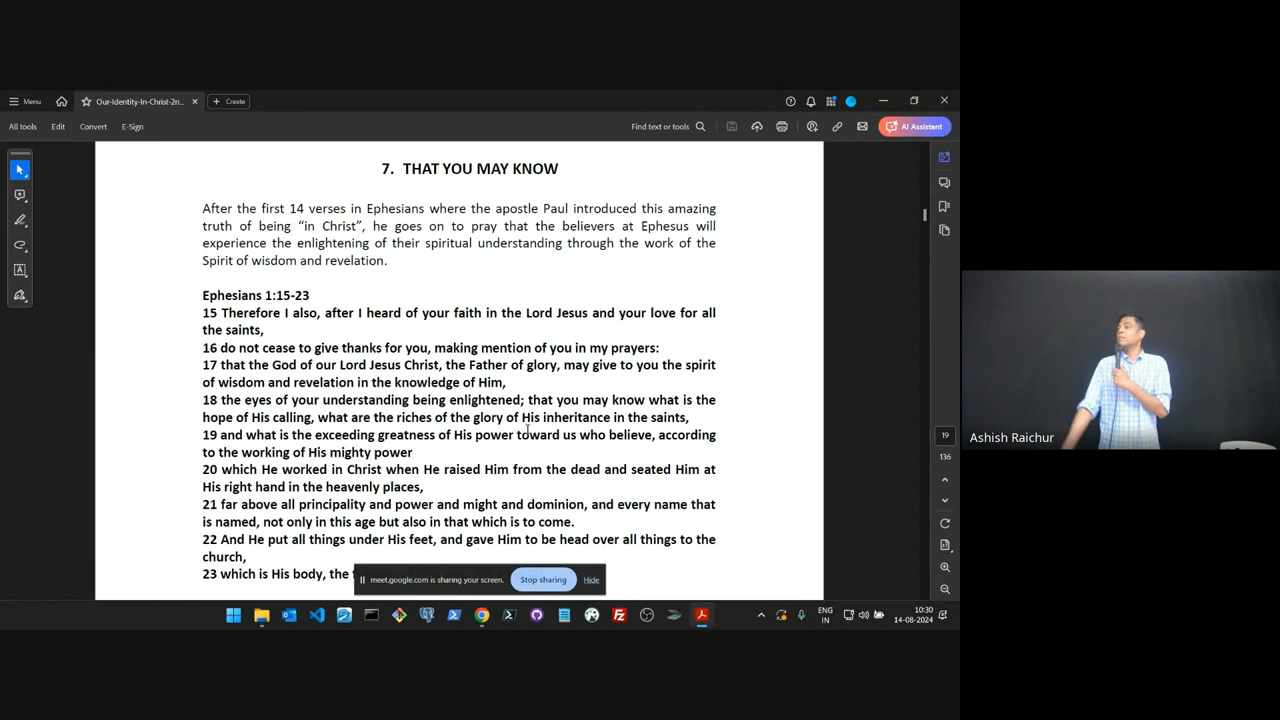 Menu
Our-Identity-In-Christ-2n...
Create
All tools Edit Convert E-Sign
Find text or tools
AI Assistant
7. THAT YOU MAY KNOW
After the first 14 verses in Ephesians where the apostle Paul introduced this amazing
truth of being “in Christ”, he goes on to pray that the believers at Ephesus will
experience the enlightening of their spiritual understanding through the work of the
Spirit of wisdom and revelation.
Ephesians 1:15-23
15 Therefore I also, after I heard of your faith in the Lord Jesus and your love for all
the saints,
16 do not cease to give thanks for you, making mention of you in my prayers:
17 that the God of our Lord Jesus Christ, the Father of glory, may give to you the spirit
of wisdom and revelation in the knowledge of Him,
18 the eyes of your understanding being enlightened; that you may know what is the
hope of His calling, what are the riches of the glory of His inheritance in the saints,
19 and what is the exceeding greatness of His power toward us who believe, according
to the working of His mighty power
20 which He worked in Christ when He raised Him from the dead and seated Him at
His right hand in the heavenly places,
21 far above all principality and power and might and dominion, and every name that
is named, not only in this age but also in that which is to come.
22 And He put all things under His feet, and gave Him to be head over all things to the
church,
23 which is His body, the
meet.google.com is sharing your screen. Stop sharing Hide
19
136
Ashish Raichur
ENG
IN
10:30
14-08-2024